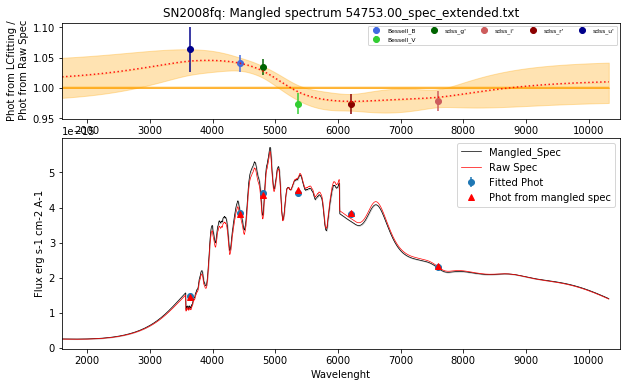 SN2008fq: Mangled spectrum 54753.00_spec_extended.txt
Phot from LCfitting /
Phot from Raw Spec
1.10
1.05
1.00
0.95
Bessell_B
Bessell_V
sdss_g'
sdss_i'
sdss_r'
sdss_u'
2000 3000 4000 5000 6000 7000 8000 9000 10000
Flux erg s-1 cm-2 A-1
5
4
3
2
1
0
Mangled_Spec
Raw Spec
Fitted Phot
Phot from mangled spec
2000 3000 4000 5000 6000 7000 8000 9000 10000
Wavelenght